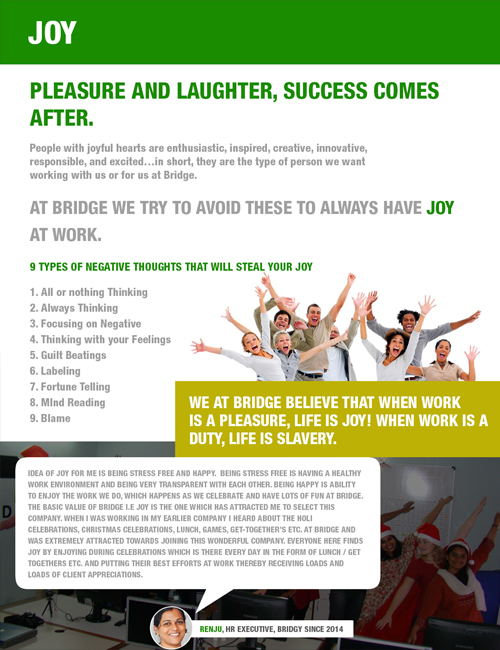 JOY
PLEASURE AND LAUGHTER, SUCCESS COMES
AFTER.
People with joyful hearts are enthusiastic, inspired, creative, innovative,
responsible, and excited…in short, they are the type of person we want
working with us or for us at Bridge.
AT BRIDGE WE TRY TO AVOID THESE TO ALWAYS HAVE JOY
AT WORK.
9 TYPES OF NEGATIVE THOUGHTS THAT WILL STEAL YOUR JOY
1. All or nothing Thinking
2. Always Thinking
3. Focusing on Negative
4. Thinking with your Feelings
5. Guilt Beatings
6. Labeling
7. Fortune Telling
8. MInd Reading
9. Blame
WE AT BRIDGE BELIEVE THAT WHEN WORK
IS A PLEASURE, LIFE IS JOY! WHEN WORK IS A
DUTY, LIFE IS SLAVERY.
IDEA OF JOY FOR ME IS BEING STRESS FREE AND HAPPY. BEING STRESS FREE IS HAVING A HEALTHY
WORK ENVIRONMENT AND BEING VERY TRANSPARENT WITH EACH OTHER. BEING HAPPY IS ABILITY
TO ENJOY THE WORK WE DO, WHICH HAPPENS AS WE CELEBRATE AND HAVE LOTS OF FUN AT BRIDGE.
THE BASIC VALUE OF BRIDGE I.E JOY IS THE ONE WHICH HAS ATTRACTED ME TO SELECT THIS
COMPANY. WHEN I WAS WORKING IN MY EARLIER COMPANY I HEARD ABOUT THE HOLI
CELEBRATIONS, CHRISTMAS CELEBRATIONS, LUNCH, GAMES, GET-TOGETHER'S ETC. AT BRIDGE AND
WAS EXTREMELY ATTRACTED TOWARDS JOINING THIS WONDERFUL COMPANY. EVERYONE HERE FINDS
JOY BY ENJOYING DURING CELEBRATIONS WHICH IS THERE EVERY DAY IN THE FORM OF LUNCH / GET
TOGETHERS ETC. AND PUTTING THEIR BEST EFFORTS AT WORK THEREBY RECEIVING LOADS AND
LOADS OF CLIENT APPRECIATIONS.
RENJU, HR EXECUTIVE, BRIDGY SINCE 2014